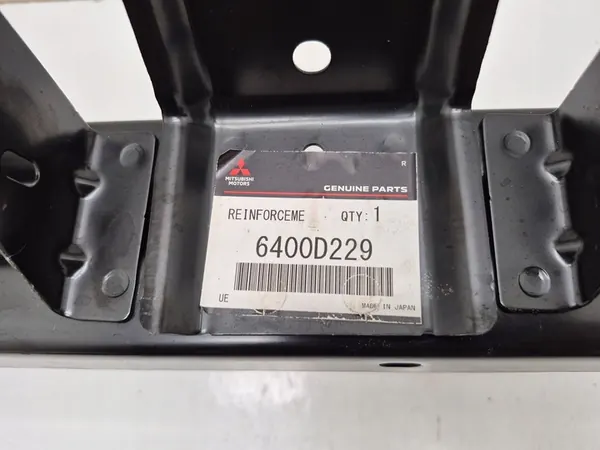 R
MITSUBISHI
MOTORS
GENUINE PARTS
REINFORCEME QTY: 1
6400D229
UE
MADE IN JAPAN